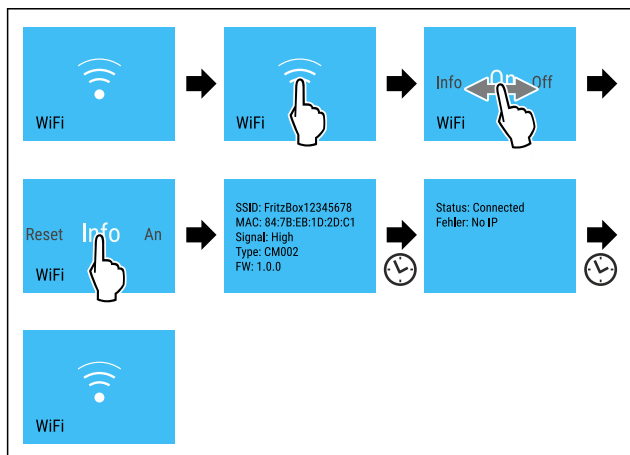 WiFi
WiFi
Info On Off
WiFi
Reset Info An
WiFi
SSID: FritzBox12345678
MAC: 84:7B:EB:1D:2D:C1
Signal: High
Type: CM002
FW: 1.0.0
Status: Connected
Fehler: No IP
WiFi